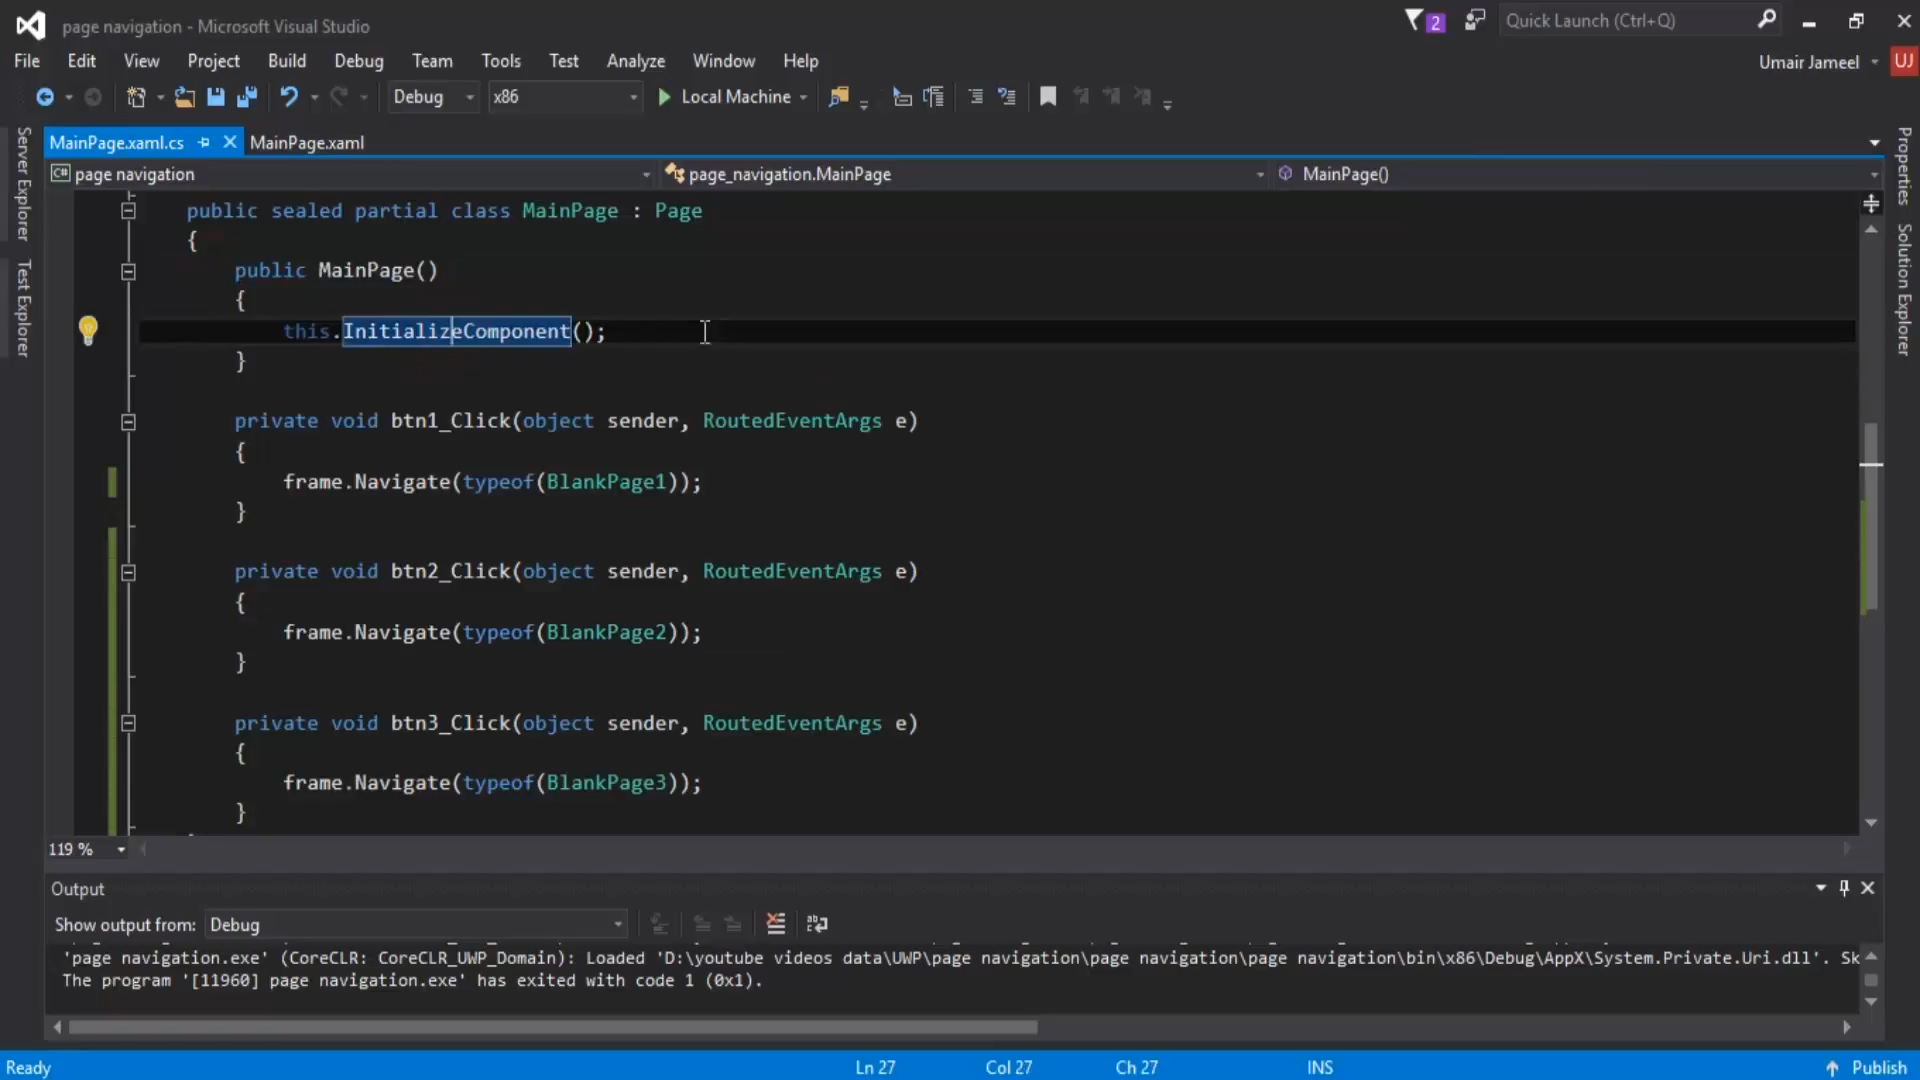 page navigation - Microsoft Visual Studio
2
Quick Launch (Ctrl+Q)
File Edit View Project Build Debug Team Tools Test Analyze Window Help
Umair Jameel UJ
Debug x86 Local Machine
MainPage.xaml.cs MainPage.xaml
C# page navigation page_navigation.MainPage MainPage()
Server Explorer
Test Explorer
Properties
Solution Explorer
public sealed partial class MainPage : Page
{
public MainPage()
{
this.InitializeComponent();
}
private void btn1_Click(object sender, RoutedEventArgs e)
{
frame.Navigate(typeof(BlankPage1));
}
private void btn2_Click(object sender, RoutedEventArgs e)
{
frame.Navigate(typeof(BlankPage2));
}
private void btn3_Click(object sender, RoutedEventArgs e)
{
frame.Navigate(typeof(BlankPage3));
}
119 %
Output
Show output from: Debug
'page navigation.exe' (CoreCLR: CoreCLR_UWP_Domain): Loaded 'D:\youtube videos data\UWP\page navigation\page navigation\page navigation\bin\x86\Debug\AppX\System.Private.Uri.dll'. Sk
The program '[11960] page navigation.exe' has exited with code 1 (0x1).
Ready Ln 27 Col 27 Ch 27 INS Publish